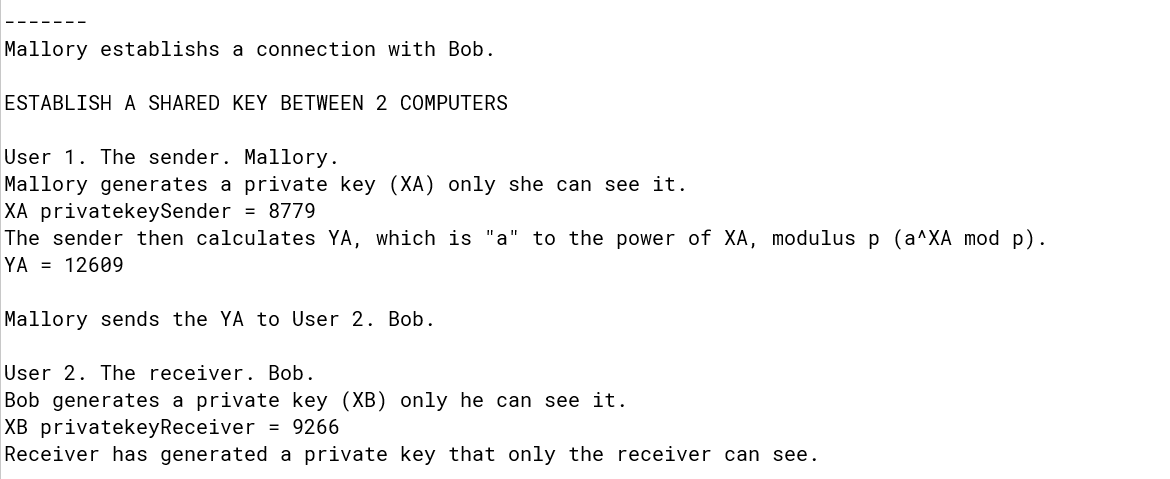 -------
Mallory establishs a connection with Bob.
ESTABLISH A SHARED KEY BETWEEN 2 COMPUTERS
User 1. The sender. Mallory.
Mallory generates a private key (XA) only she can see it.
XA privatekeySender = 8779
The sender then calculates YA, which is "a" to the power of XA, modulus p (a^XA mod p).
YA = 12609
Mallory sends the YA to User 2. Bob.
User 2. The receiver. Bob.
Bob generates a private key (XB) only he can see it.
XB privatekeyReceiver = 9266
Receiver has generated a private key that only the receiver can see.